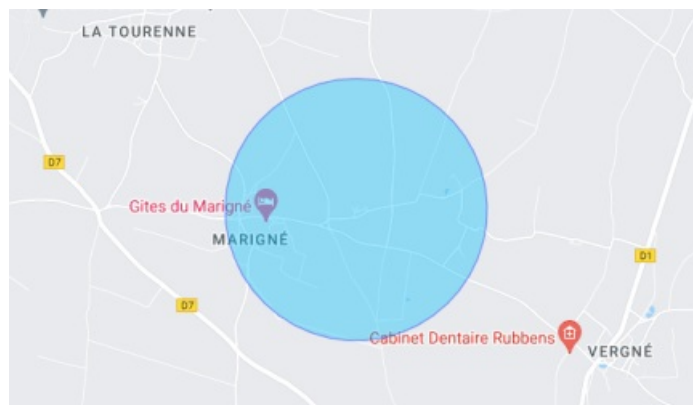 LA TOURENNE
D7
Gites du Marigné
MARIGNÉ
D1
D7
Cabinet Dentaire Rubbens
VERGNÉ